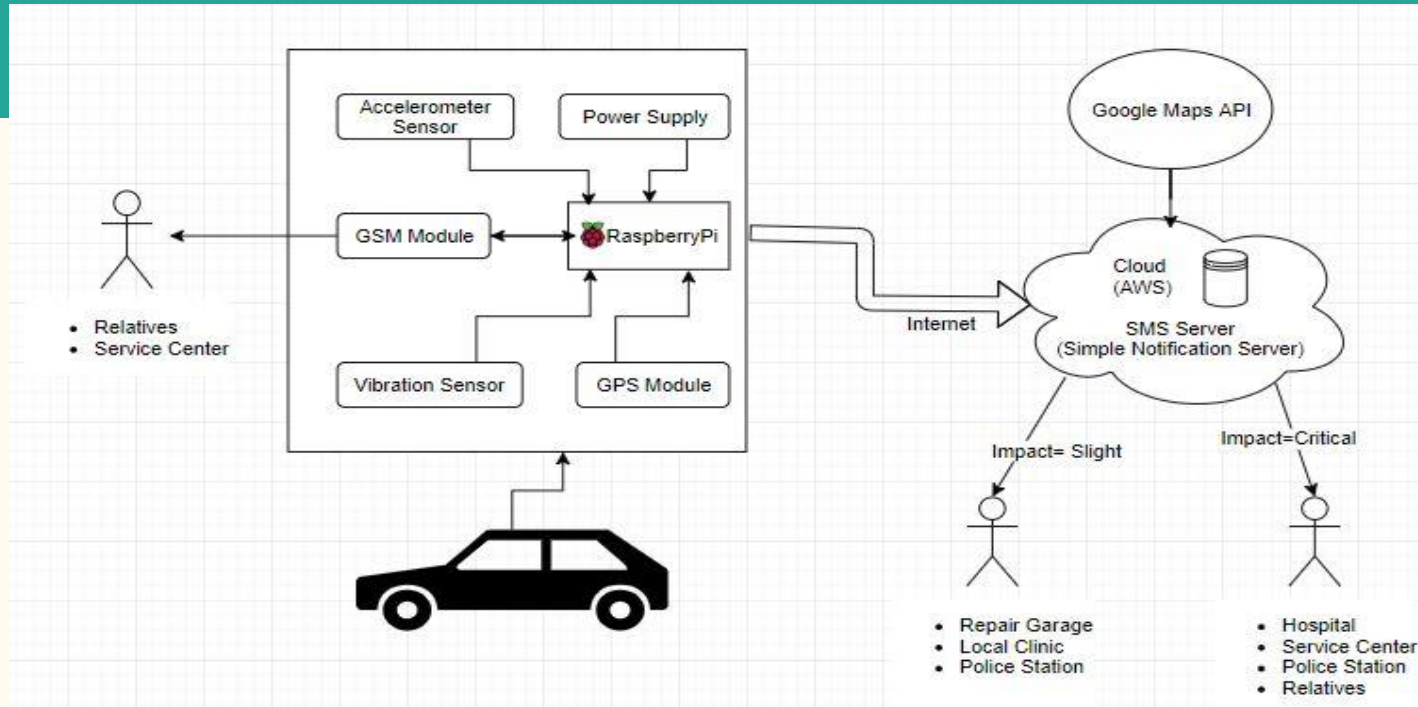 Accelerometer
Sensor
Power Supply
Google Maps API
GSM Module
RaspberryPi
Cloud
(AWS)
SMS Server
(Simple Notification Server)
Internet
• Relatives
• Service Center
Vibration Sensor
GPS Module
Impact= Slight
Impact=Critical
• Repair Garage
• Local Clinic
• Police Station
• Hospital
• Service Center
• Police Station
• Relatives